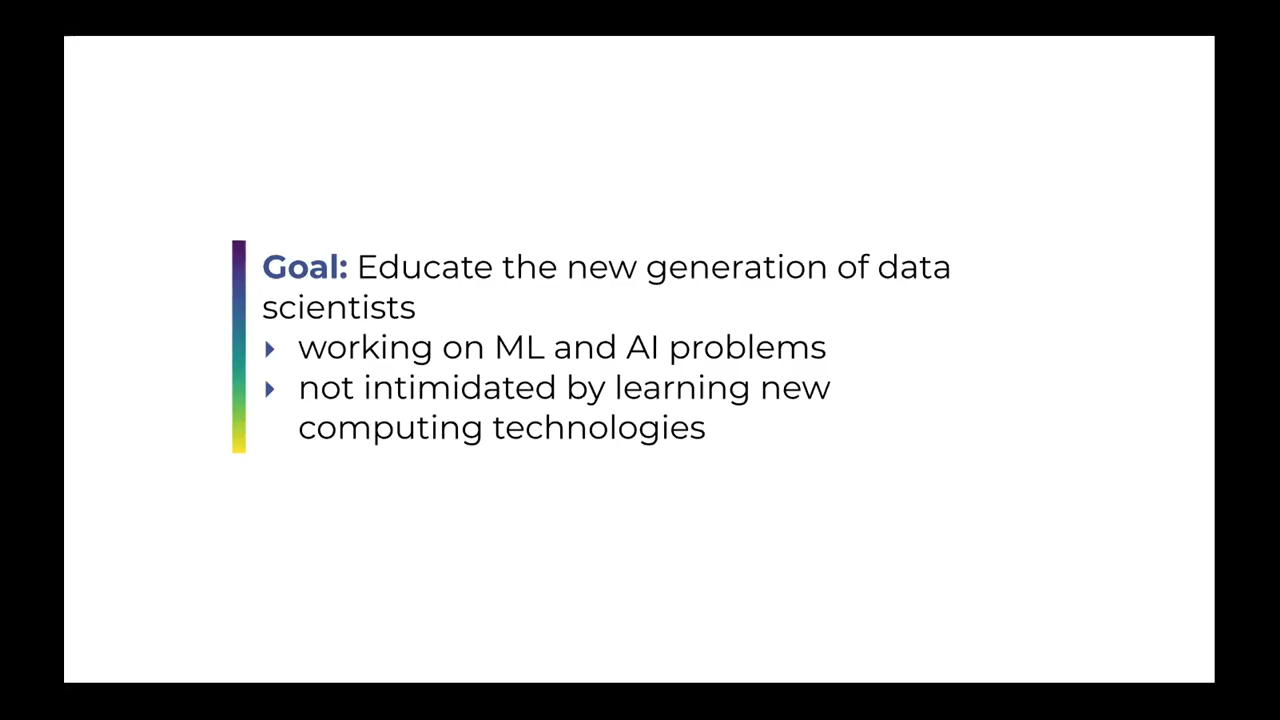 Goal: Educate the new generation of data
scientists
working on ML and AI problems
not intimidated by learning new
computing technologies